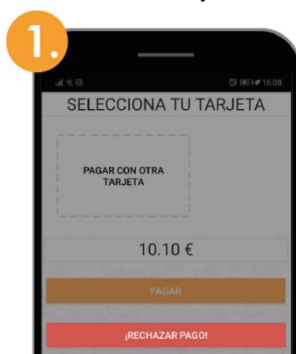 1.
16:08
SELECCIONA TU TARJETA
PAGAR CON OTRA
TARJETA
10.10 €
PAGAR
¡RECHAZAR PAGO!